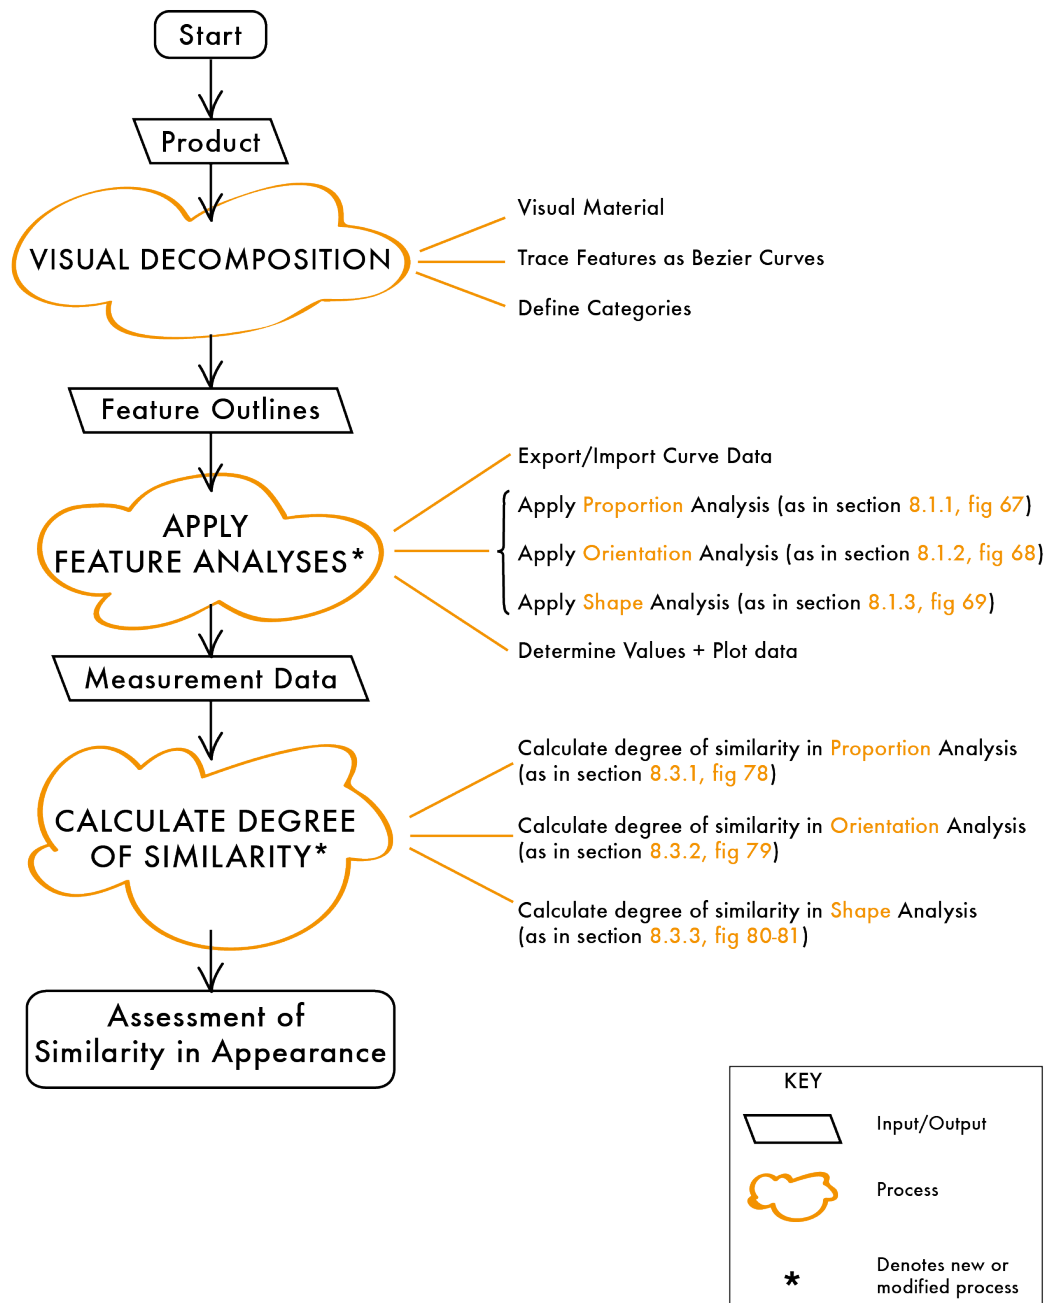 Start
Product
VISUAL DECOMPOSITION
Visual Material
Trace Features as Bezier Curves
Define Categories
Feature Outlines
APPLY
FEATURE ANALYSES*
Export/Import Curve Data
Apply Proportion Analysis (as in section 8.1.1, fig 67)
Apply Orientation Analysis (as in section 8.1.2, fig 68)
Apply Shape Analysis (as in section 8.1.3, fig 69)
Determine Values + Plot data
Measurement Data
CALCULATE DEGREE
OF SIMILARITY*
Calculate degree of similarity in Proportion Analysis
(as in section 8.3.1, fig 78)
Calculate degree of similarity in Orientation Analysis
(as in section 8.3.2, fig 79)
Calculate degree of similarity in Shape Analysis
(as in section 8.3.3, fig 80-81)
Assessment of
Similarity in Appearance
KEY
Input/Output
Process
*
Denotes new or
modified process